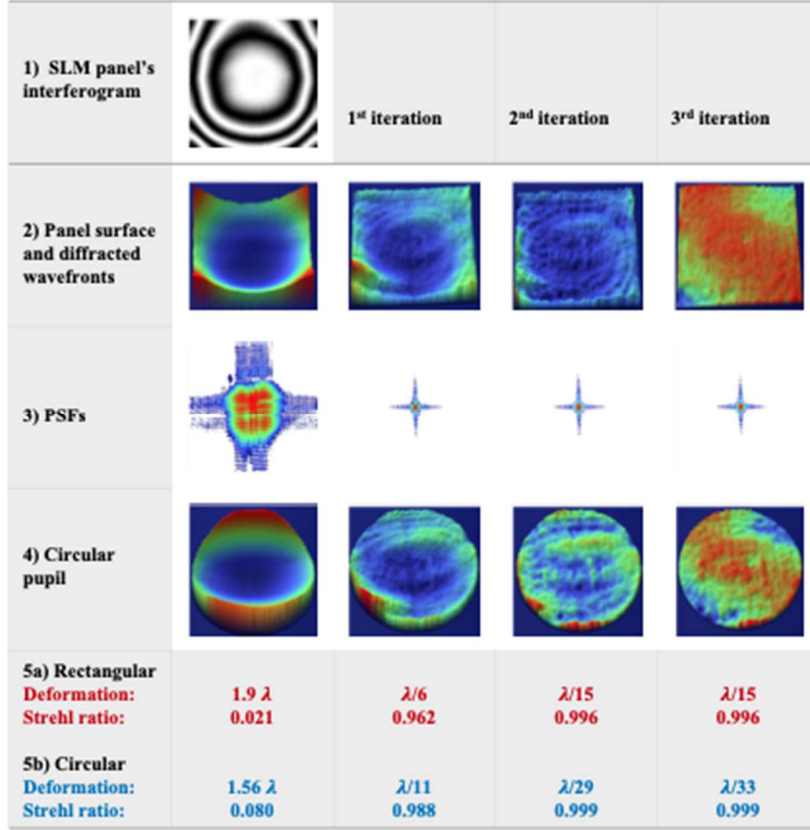 1) SLM panel's
interferogram
1st iteration
2nd iteration
3rd iteration
2) Panel surface
and diffracted
wavefronts
3) PSFs
4) Circular
pupil
5a) Rectangular
Deformation: 1.9 λ λ/6 λ/15 λ/15
Strehl ratio: 0.021 0.962 0.996 0.996
5b) Circular
Deformation: 1.56 λ λ/11 λ/29 λ/33
Strehl ratio: 0.080 0.988 0.999 0.999